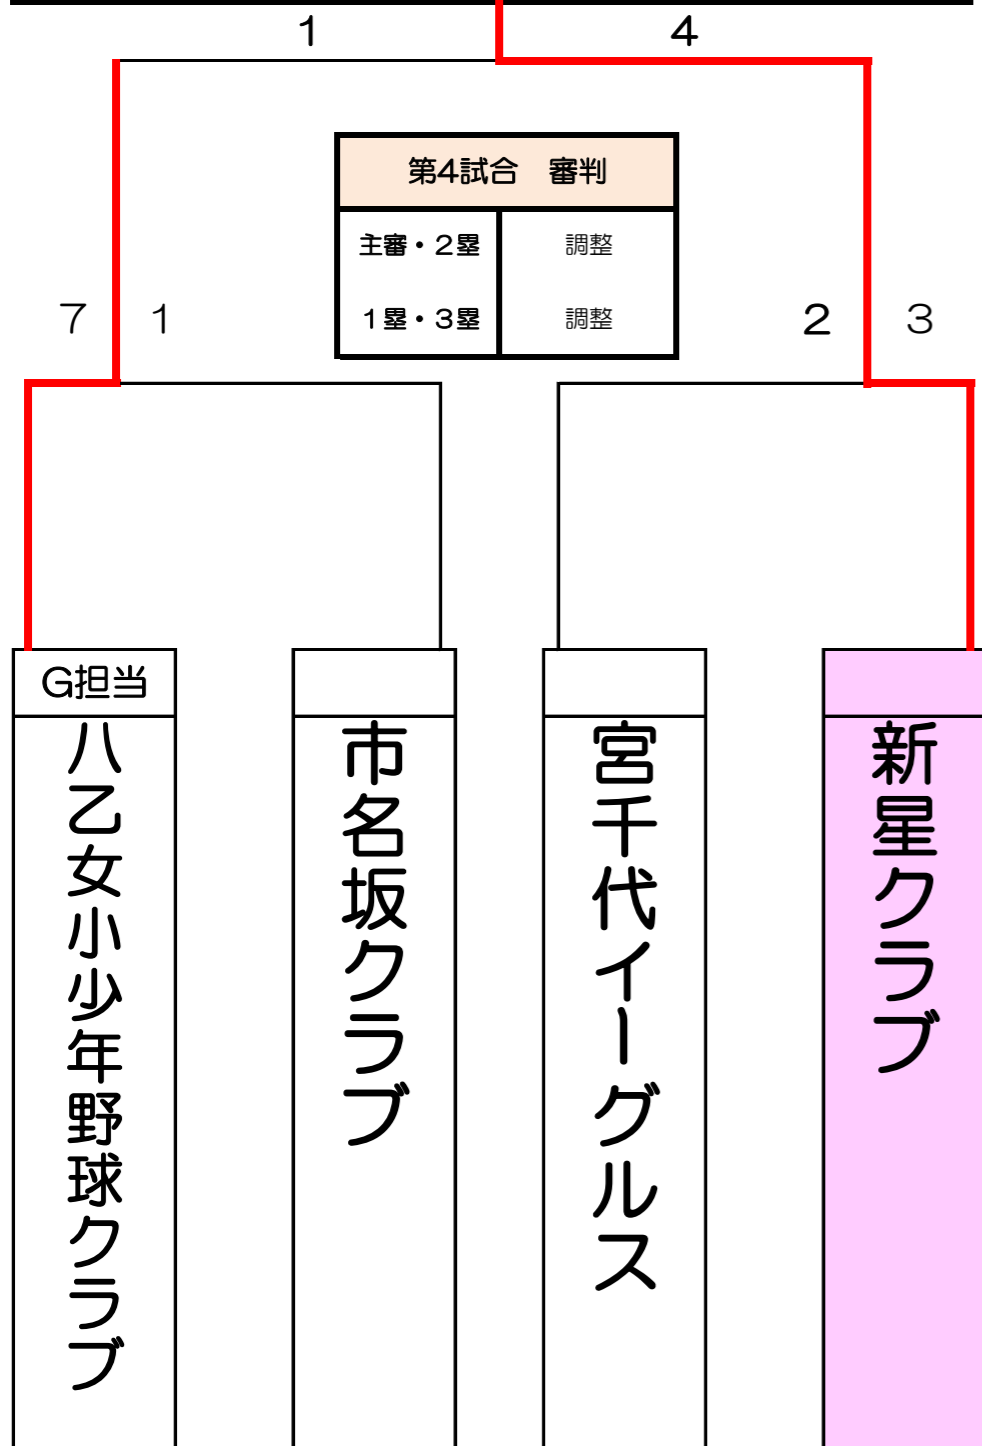 1 4
第4試合 審判
主審・2塁 調整
1塁・3塁 調整
7 1 2 3
G担当
八乙女小少年野球クラブ
市名坂クラブ
宮千代イーグルス
新星クラブ